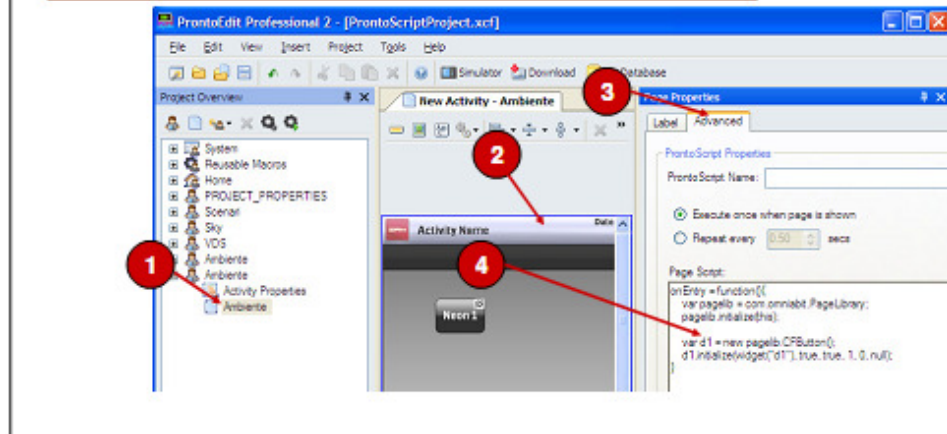 ProntoEdit Professional 2 - [ProntoScriptProject.xcf]
File Edit View Insert Project Tools Help
Simulator Download Database
Project Overview
System
Reusable Macros
Home
PROJECT_PROPERTIES
Scenari
Sky
VDS
Ambiente
Ambiente
Activity Properties
Ambiente
1
New Activity - Ambiente
2
Activity Name
Date
4
Neon 1
3
Page Properties
Label Advanced
ProntoScript Properties
ProntoScript Name:
Execute once when page is shown
Repeat every 0.50 secs
Page Script:
onEntry = function(){
var pagelib = com.omniabit.PageLibrary;
pagelib.initialize(this);
var d1 = new pagelib.CFButton();
d1.initialize(widget("d1"), true, true, 1, 0, null);
}